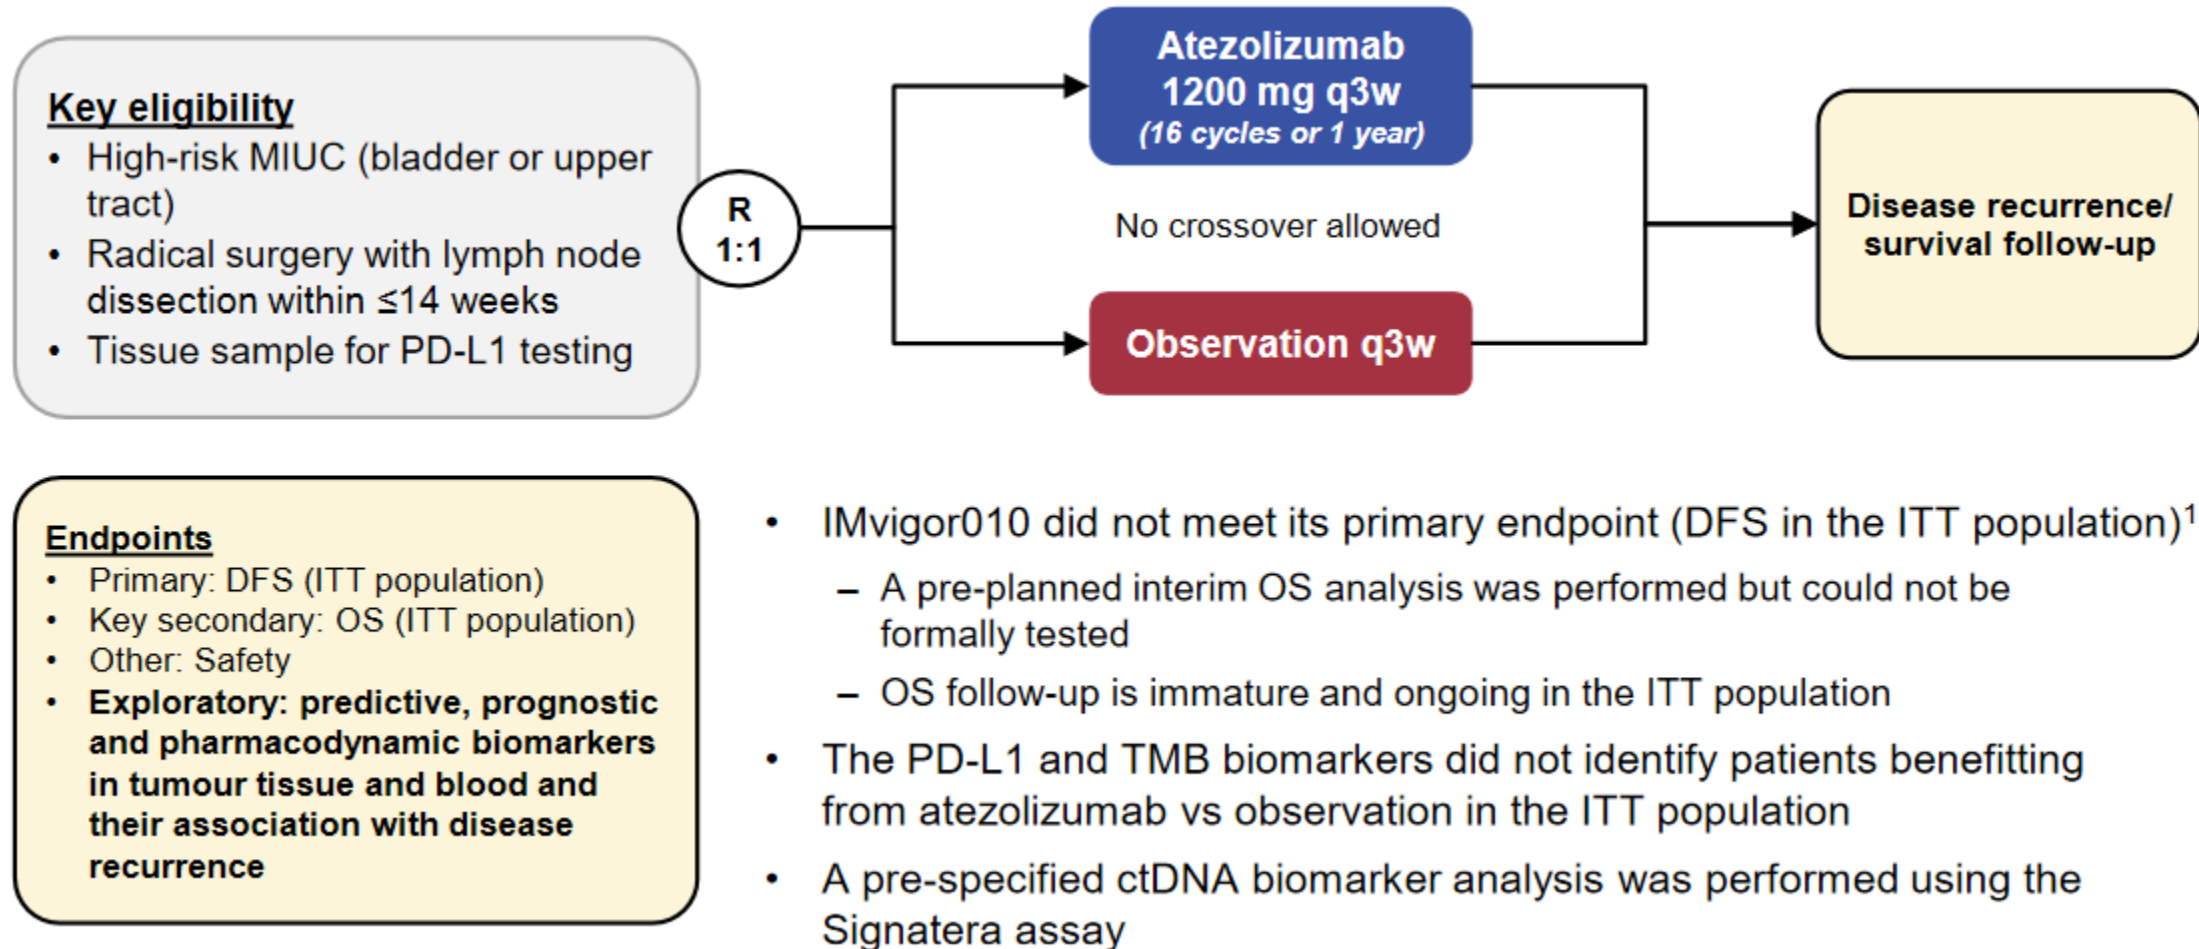 Key eligibility
• High-risk MIUC (bladder or upper
tract)
• Radical surgery with lymph node
dissection within ≤14 weeks
• Tissue sample for PD-L1 testing
R
1:1
Atezolizumab
1200 mg q3w
(16 cycles or 1 year)
No crossover allowed
Observation q3w
Disease recurrence/
survival follow-up
Endpoints
• Primary: DFS (ITT population)
• Key secondary: OS (ITT population)
• Other: Safety
• Exploratory: predictive, prognostic
and pharmacodynamic biomarkers
in tumour tissue and blood and
their association with disease
recurrence
• IMvigor010 did not meet its primary endpoint (DFS in the ITT population)¹
– A pre-planned interim OS analysis was performed but could not be
formally tested
– OS follow-up is immature and ongoing in the ITT population
• The PD-L1 and TMB biomarkers did not identify patients benefitting
from atezolizumab vs observation in the ITT population
• A pre-specified ctDNA biomarker analysis was performed using the
Signatera assay